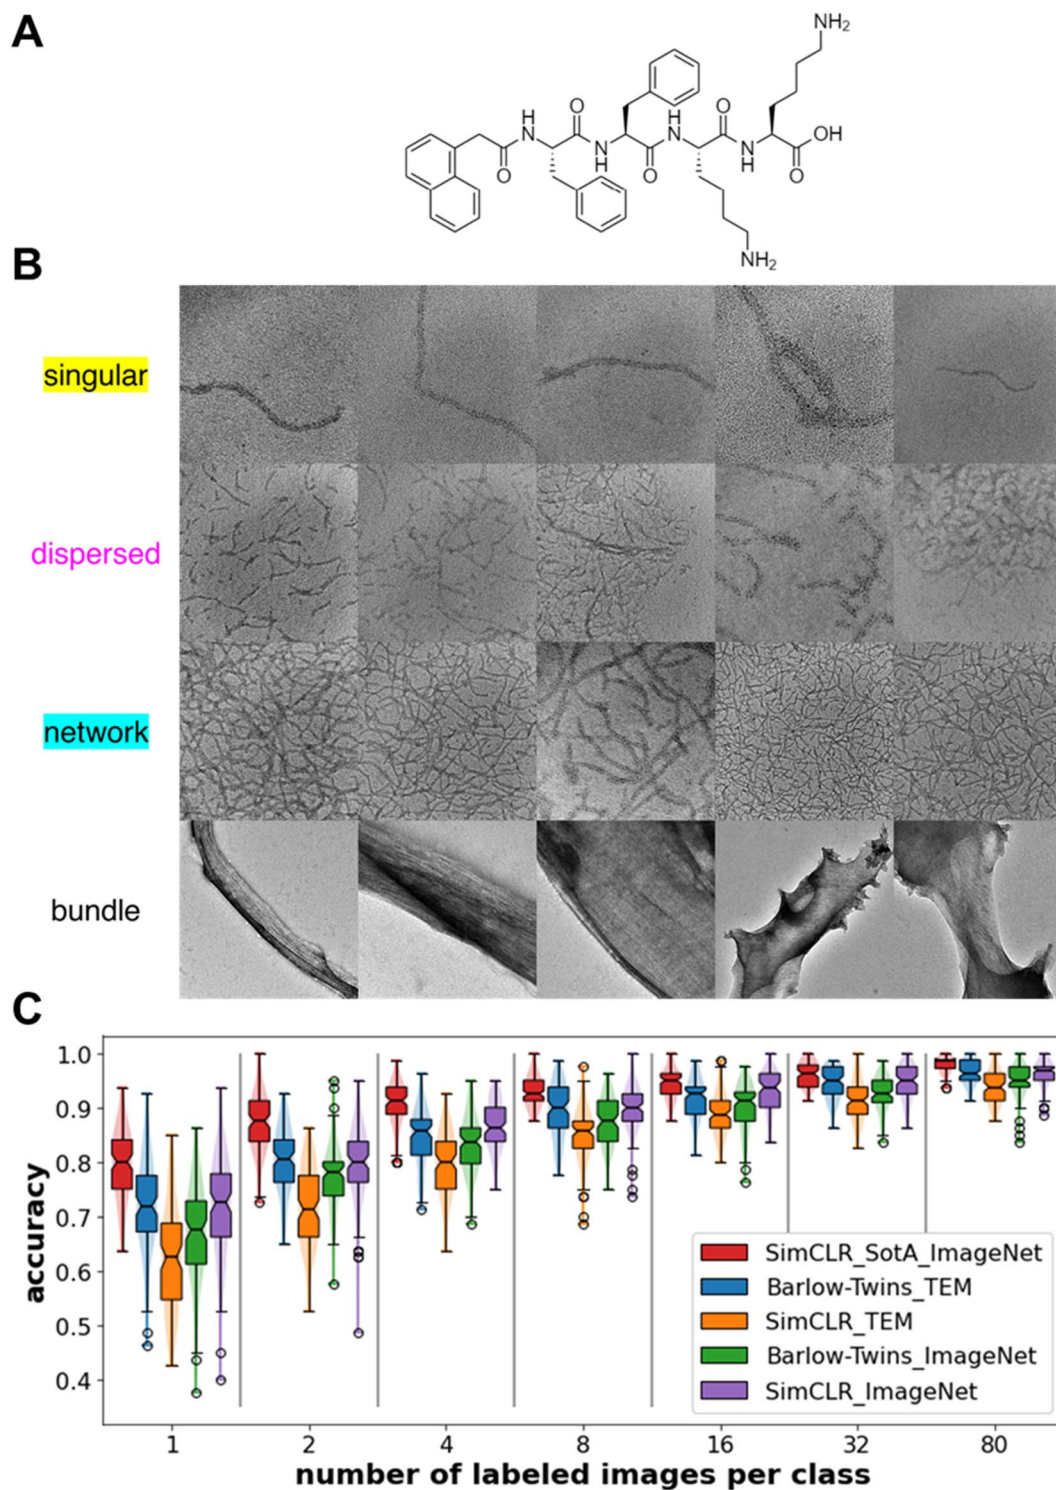 A
NH2
H
N
O
H
N
O
OH
O
N
H
O
N
H
O
NH2
B
singular
dispersed
network
bundle
C
1.0
0.9
0.8
0.7
0.6
0.5
0.4
accuracy
SimCLR_SotA_ImageNet
Barlow-Twins_TEM
SimCLR_TEM
Barlow-Twins_ImageNet
SimCLR_ImageNet
1 2 4 8 16 32 80
number of labeled images per class